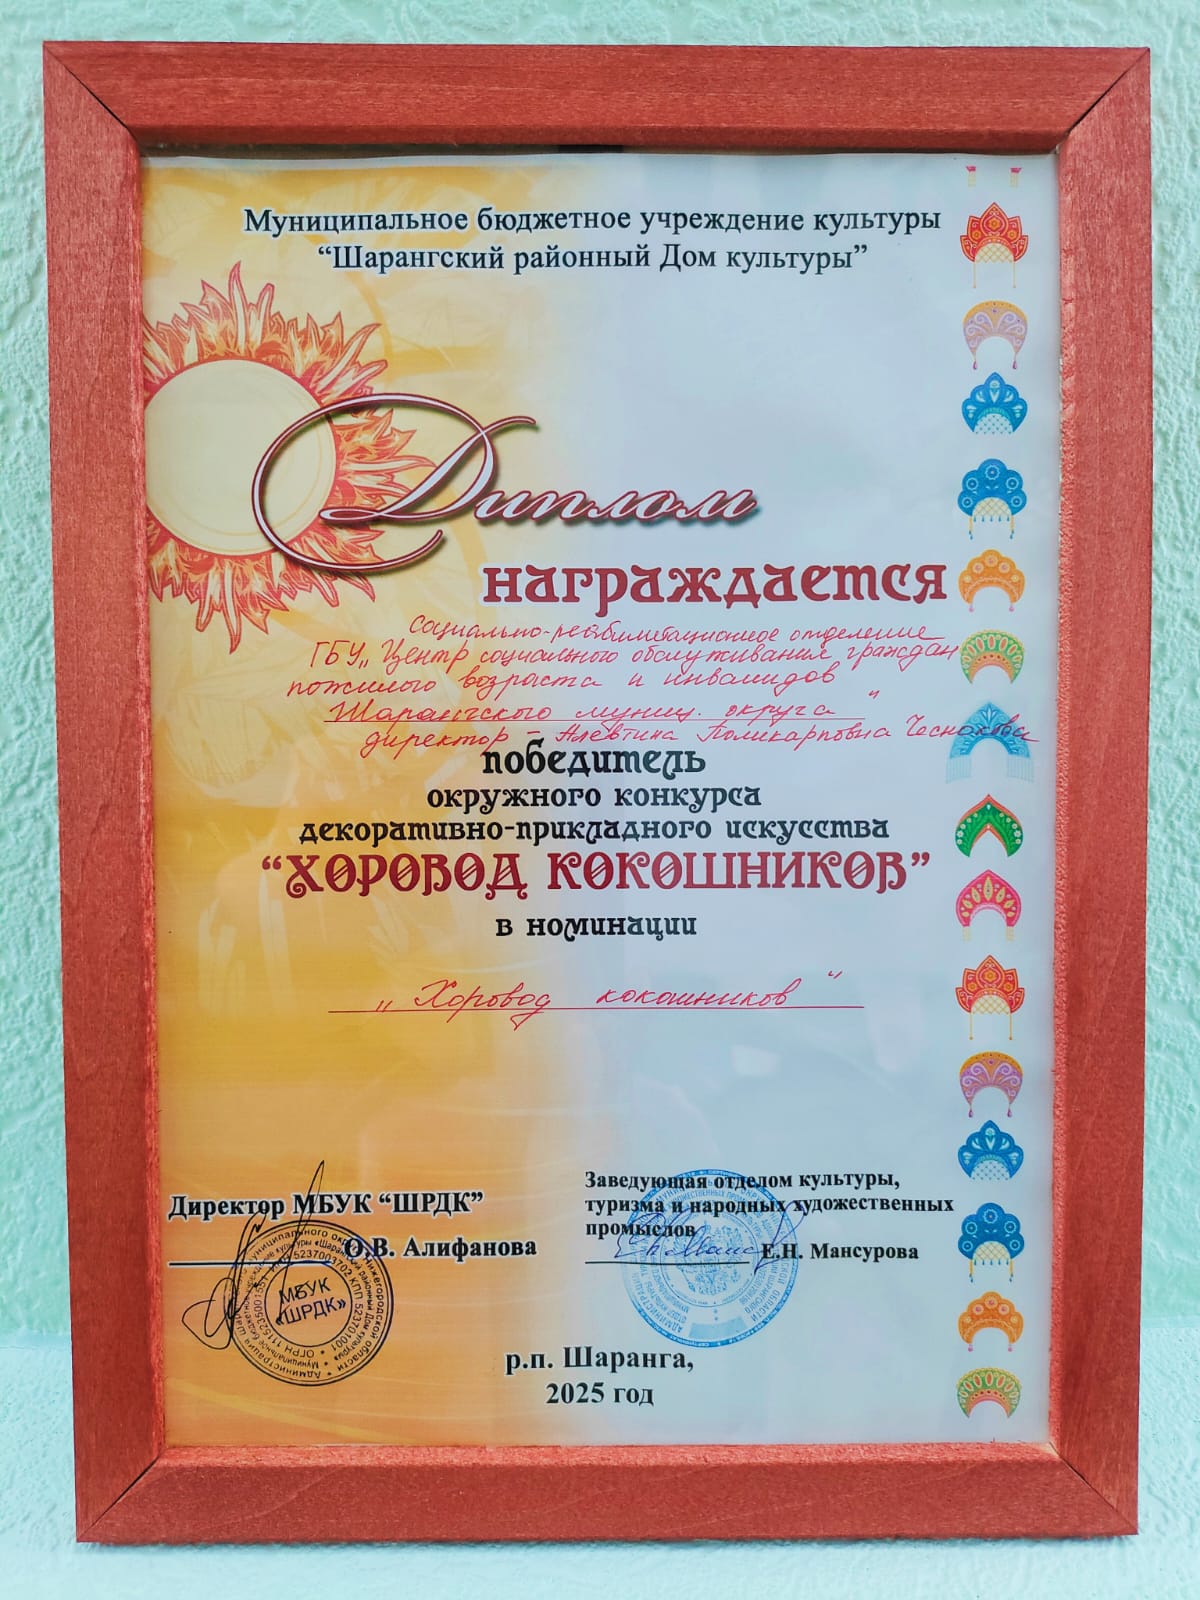 Муниципальное бюджетное учреждение культуры
“Шарангский районный Дом культуры”
Диплом
награждается
Социально-реабилитационное отделение
ГБУ „Центр социального обслуживания граждан
пожилого возраста и инвалидов
Шарангского муниц. округа“
директор - Алевтина Поликарповна Чеснокова
победитель
окружного конкурса
декоративно-прикладного искусства
“ХОРОВОД КОКОШНИКОВ”
в номинации
„Хоровод кокошников“
Директор МБУК “ШРДК”
О.В. Алифанова
Заведующая отделом культуры,
туризма и народных художественных
промыслов
Е.Н. Мансурова
МБУК
«ШРДК»
р.п. Шаранга,
2025 год